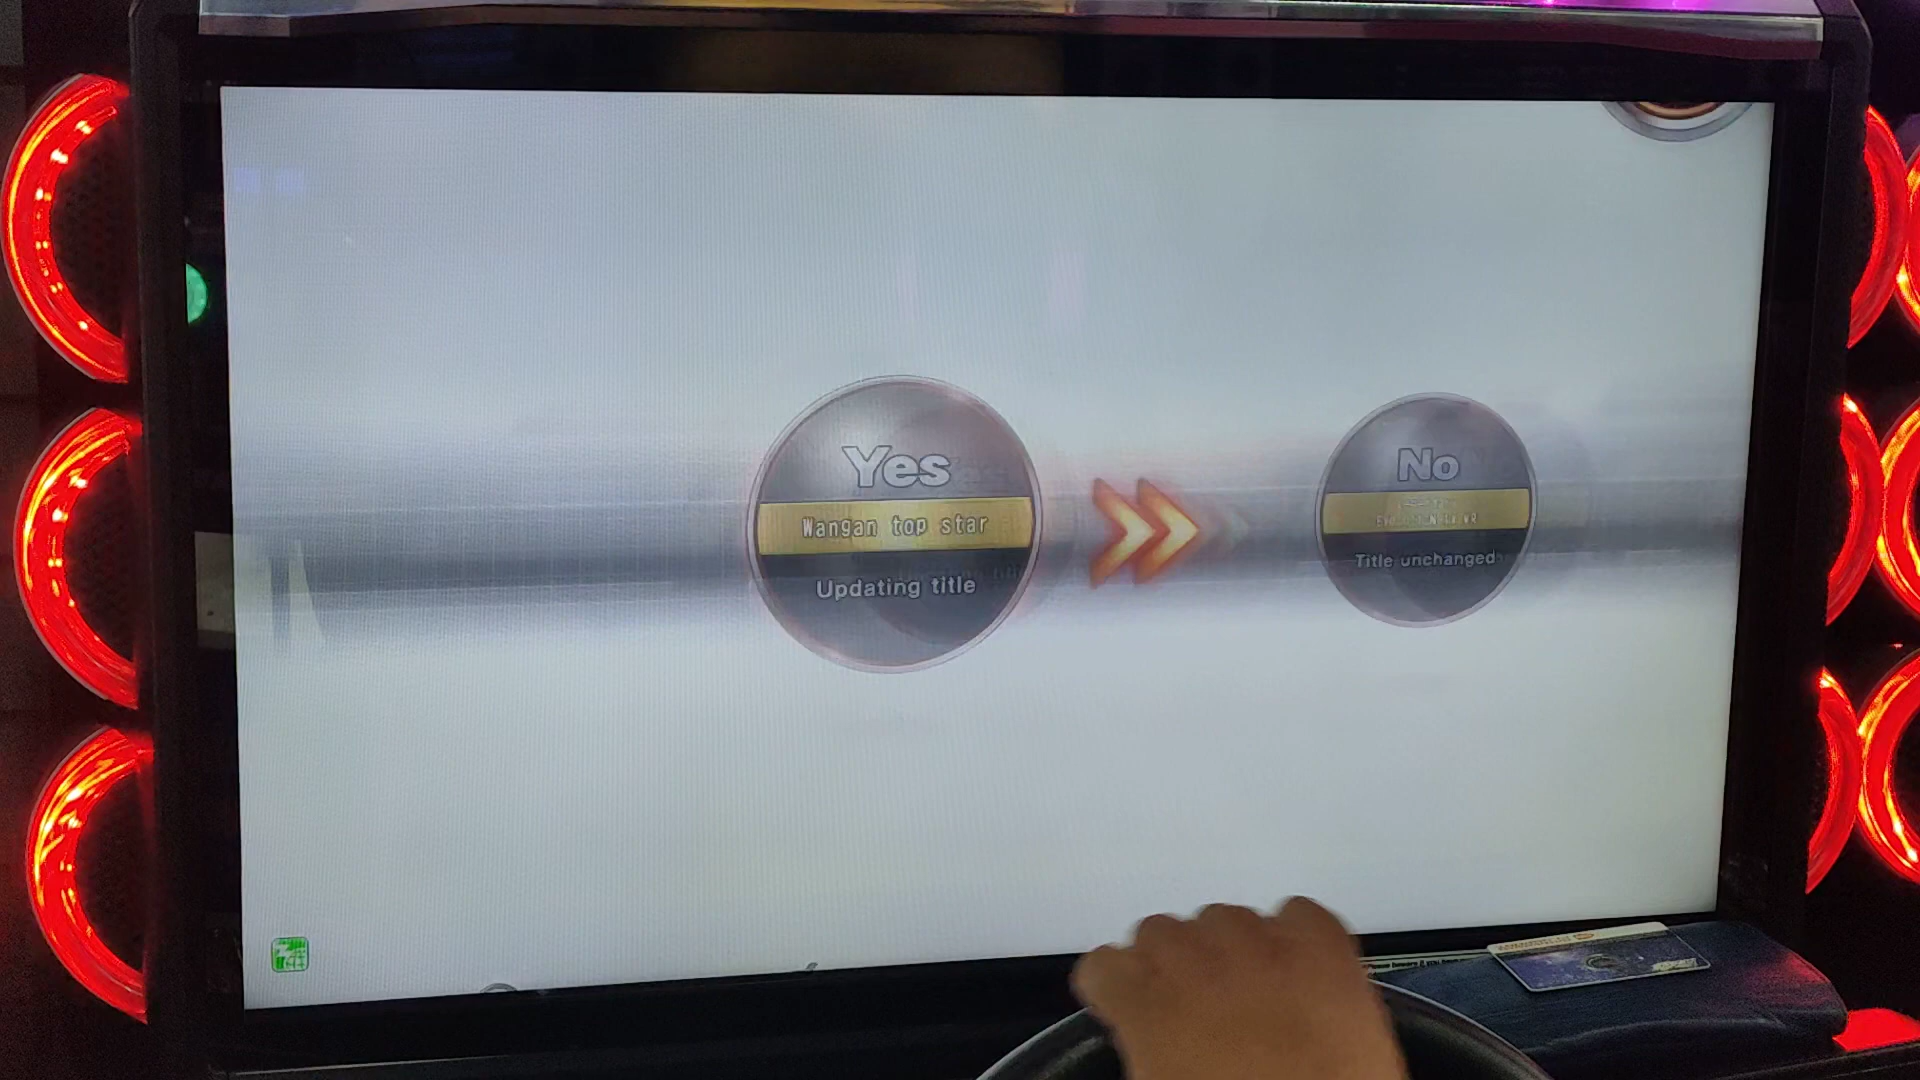 Yes
Wangan top star
Updating title
No
Title unchanged